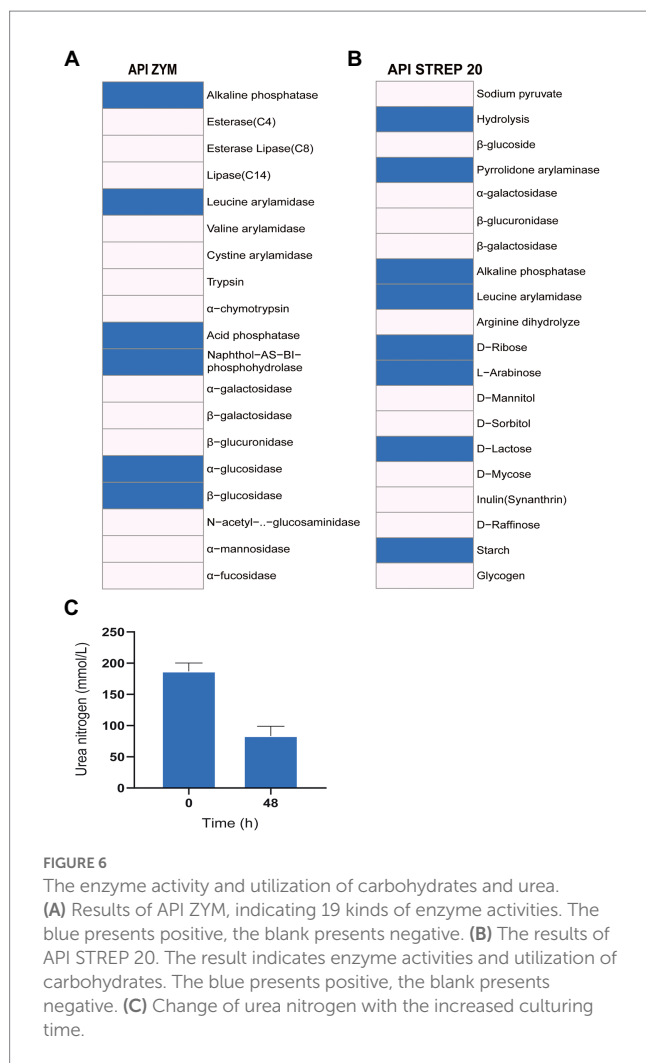 A
API ZYM
Alkaline phosphatase
Esterase(C4)
Esterase Lipase(C8)
Lipase(C14)
Leucine arylamidase
Valine arylamidase
Cystine arylamidase
Trypsin
α−chymotrypsin
Acid phosphatase
Naphthol−AS−BI−
phosphohydrolase
α−galactosidase
β−galactosidase
β−glucuronidase
α−glucosidase
β−glucosidase
N−acetyl−..−glucosaminidase
α−mannosidase
α−fucosidase
B
API STREP 20
Sodium pyruvate
Hydrolysis
β−glucoside
Pyrrolidone arylaminase
α-galactosidase
β−glucuronidase
β−galactosidase
Alkaline phosphatase
Leucine arylamidase
Arginine dihydrolyze
D−Ribose
L−Arabinose
D−Mannitol
D−Sorbitol
D−Lactose
D−Mycose
Inulin(Synanthrin)
D−Raffinose
Starch
Glycogen
C
Urea nitrogen (mmol/L)
250
200
150
100
50
0
0 48
Time (h)
FIGURE 6
The enzyme activity and utilization of carbohydrates and urea.
(A) Results of API ZYM, indicating 19 kinds of enzyme activities. The
blue presents positive, the blank presents negative. (B) The results of
API STREP 20. The result indicates enzyme activities and utilization of
carbohydrates. The blue presents positive, the blank presents
negative. (C) Change of urea nitrogen with the increased culturing
time.